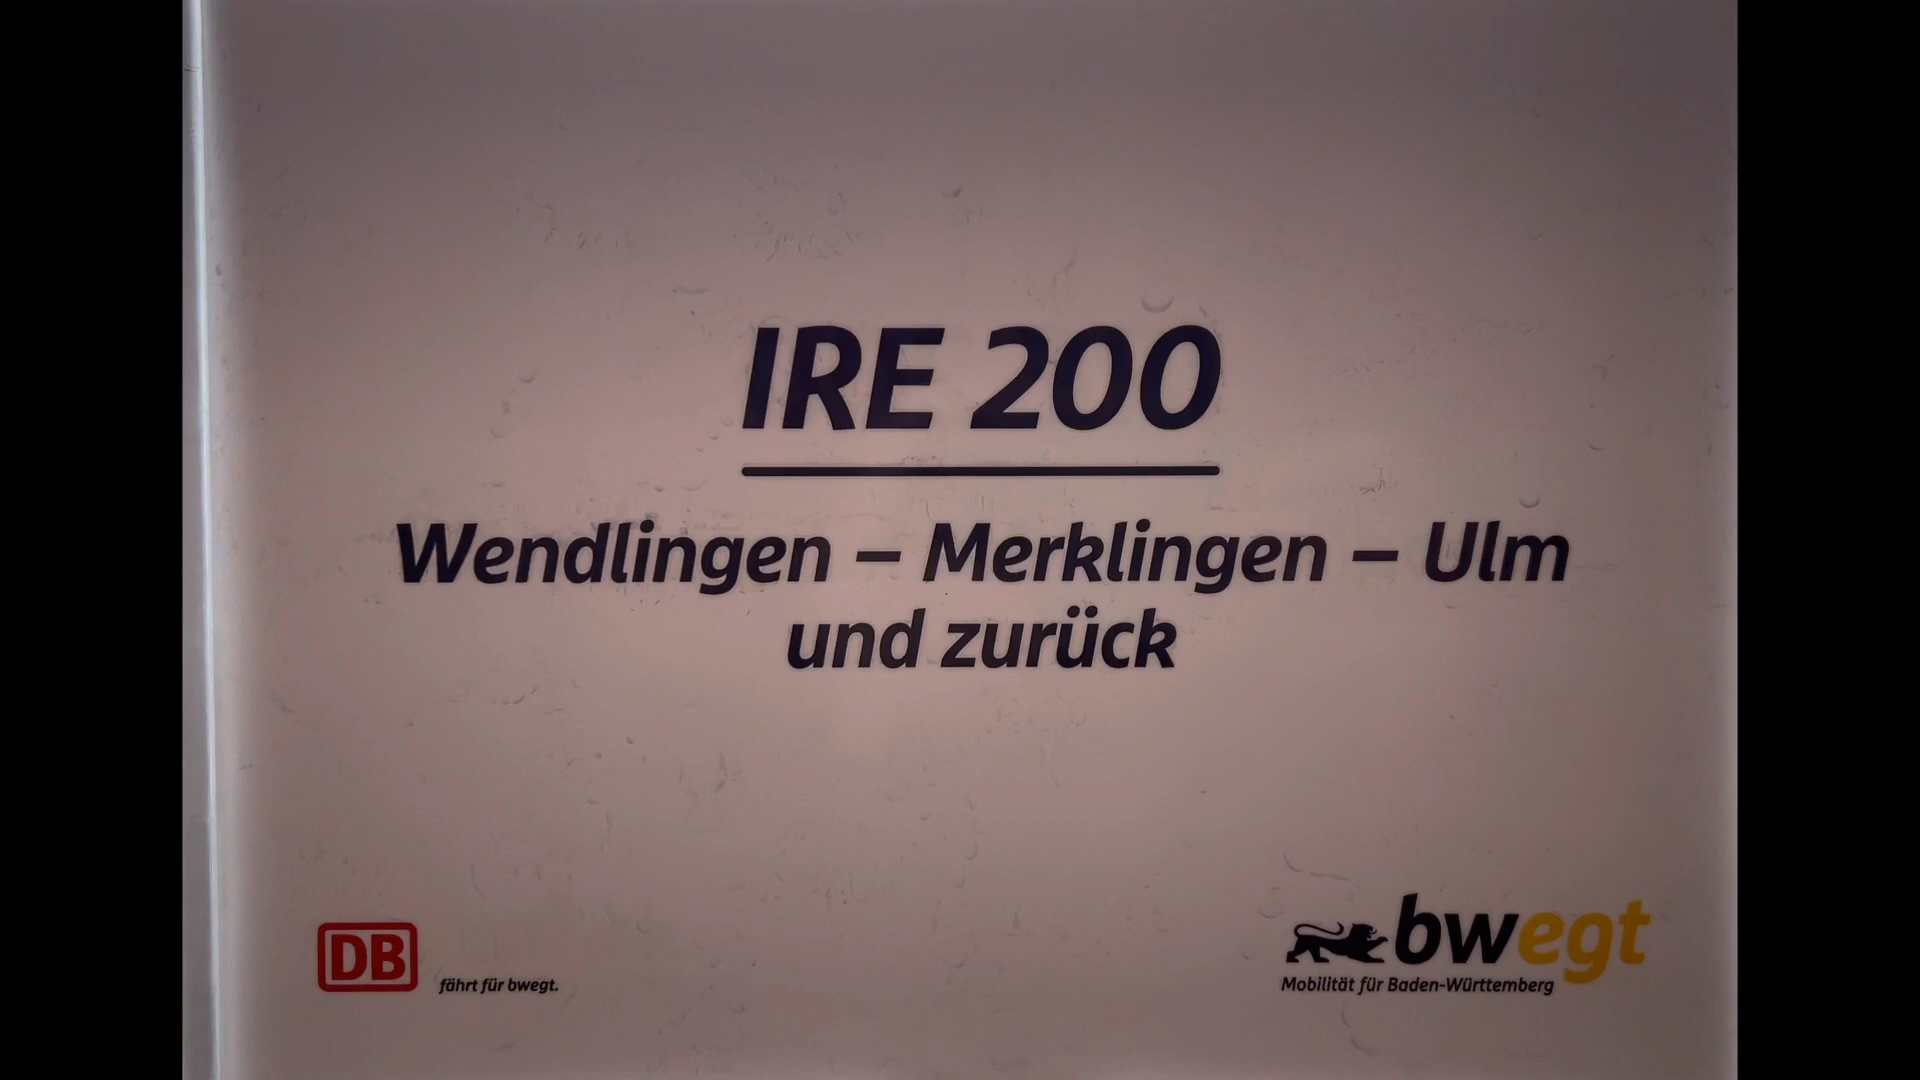 IRE 200
Wendlingen – Merklingen – Ulm
und zurück
DB
fährt für bwegt.
bwegt
Mobilität für Baden-Württemberg